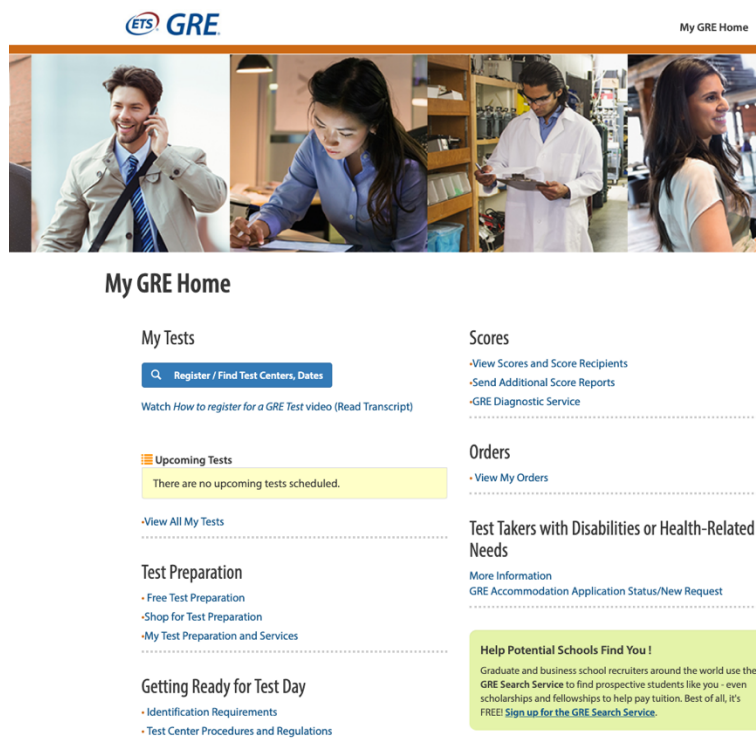 ETS GRE
My GRE Home
My GRE Home
My Tests
Register / Find Test Centers, Dates
Watch How to register for a GRE Test video (Read Transcript)
Upcoming Tests
There are no upcoming tests scheduled.
•View All My Tests
Test Preparation
• Free Test Preparation
•Shop for Test Preparation
•My Test Preparation and Services
Getting Ready for Test Day
• Identification Requirements
• Test Center Procedures and Regulations
Scores
•View Scores and Score Recipients
•Send Additional Score Reports
•GRE Diagnostic Service
Orders
• View My Orders
Test Takers with Disabilities or Health-Related
Needs
More Information
GRE Accommodation Application Status/New Request
Help Potential Schools Find You !
Graduate and business school recruiters around the world use the
GRE Search Service to find prospective students like you - even
scholarships and fellowships to help pay tuition. Best of all, it's
FREE! Sign up for the GRE Search Service.